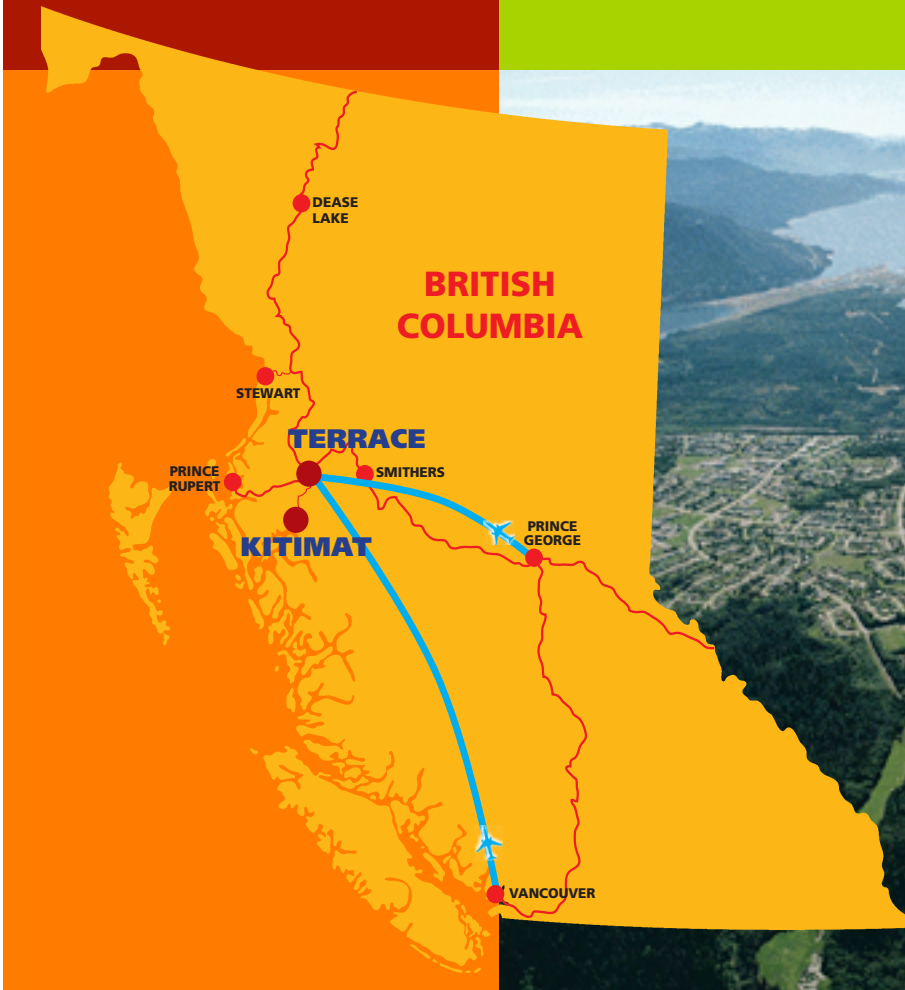 DEASE
LAKE
BRITISH
COLUMBIA
STEWART
TERRACE
PRINCE
RUPERT
SMITHERS
KITIMAT
PRINCE
GEORGE
VANCOUVER